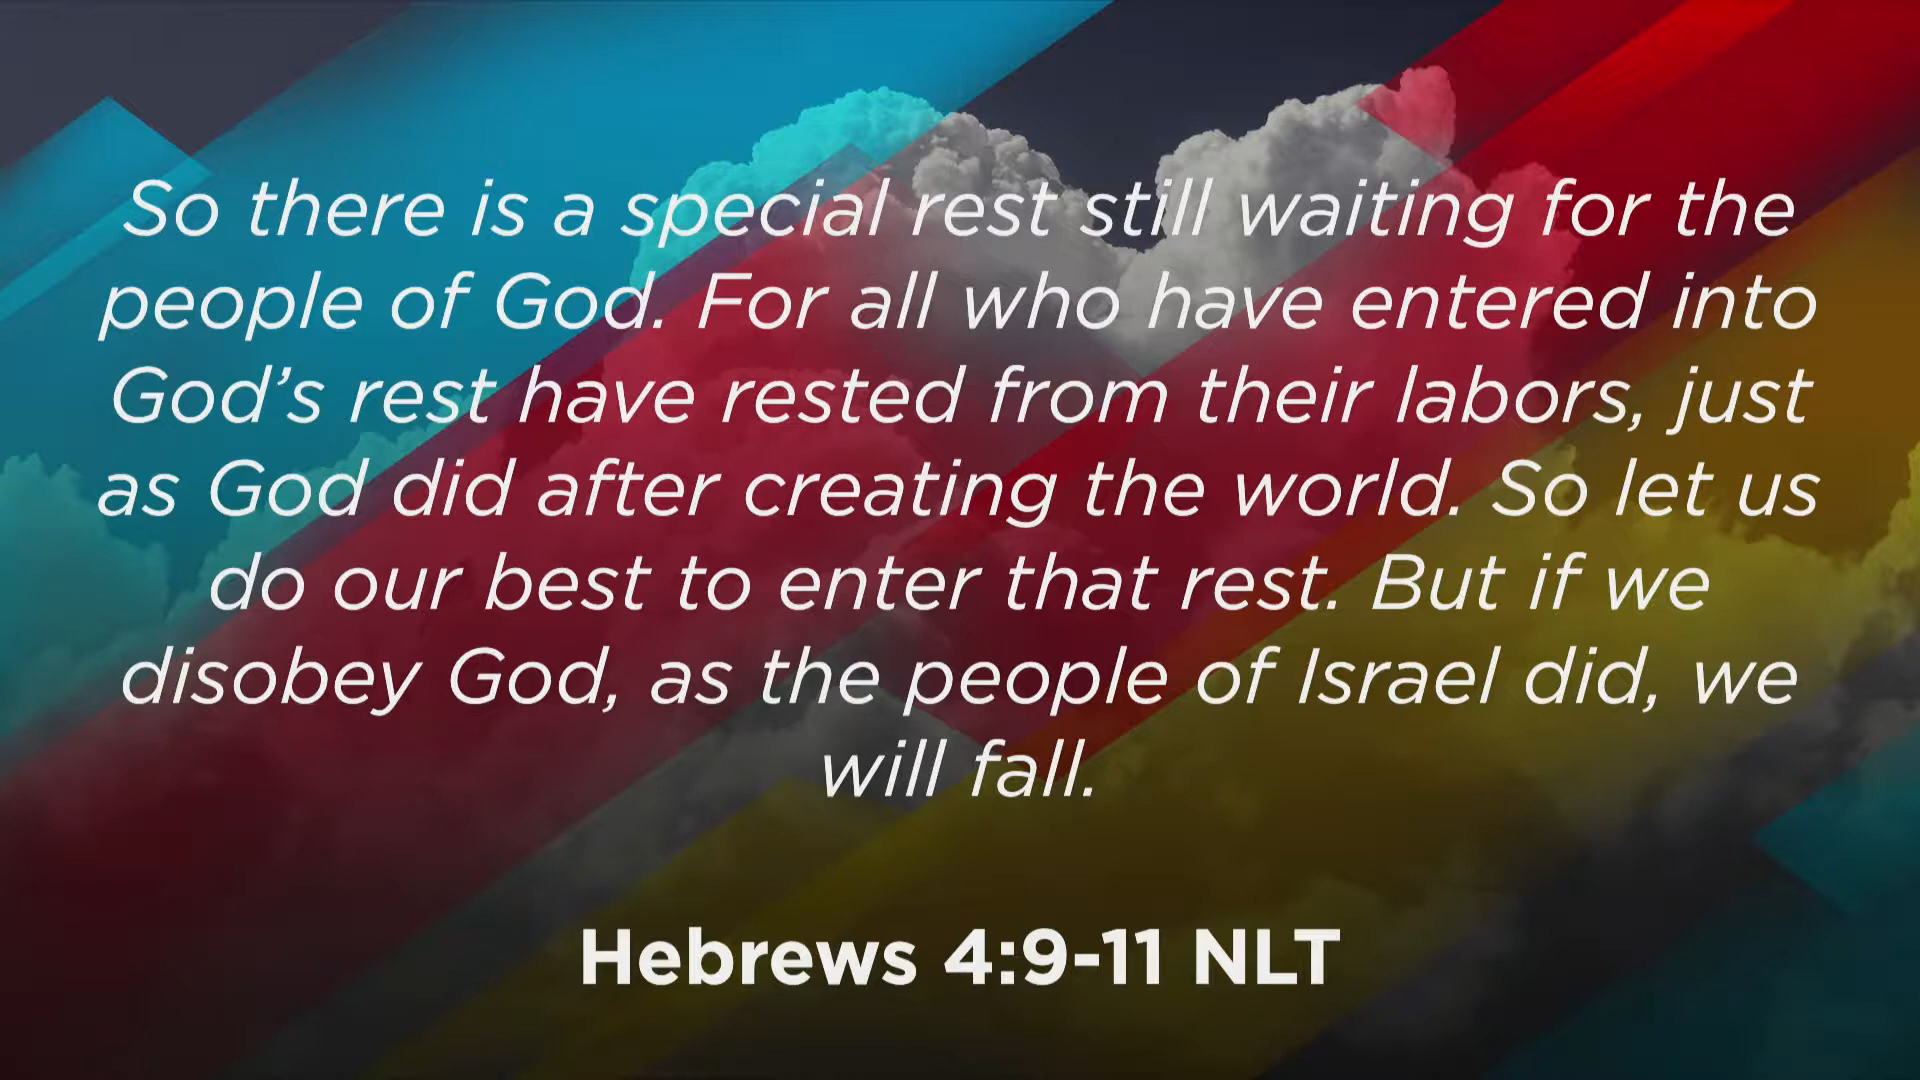 So there is a special rest still waiting for the
people of God. For all who have entered into
God’s rest have rested from their labors, just
as God did after creating the world. So let us
do our best to enter that rest. But if we
disobey God, as the people of Israel did, we
will fall.
Hebrews 4:9-11 NLT